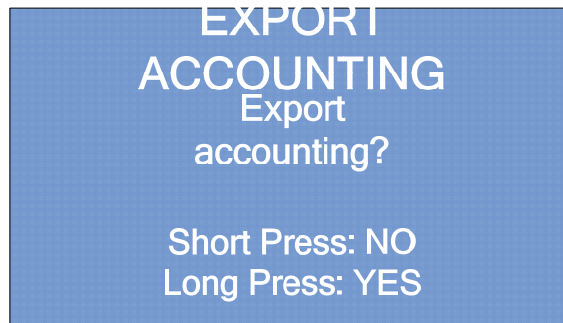 EXPORT
ACCOUNTING
Export
accounting?
Short Press: NO
Long Press: YES